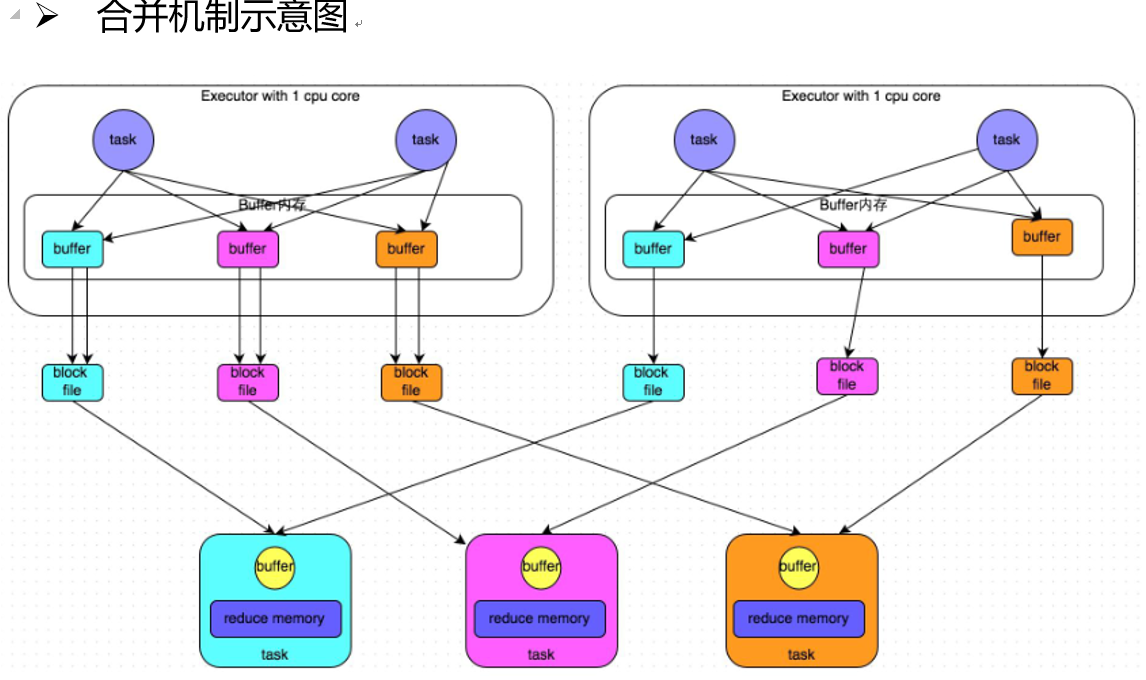 合并机制示意图
Executor with 1 cpu core
Executor with 1 cpu core
task
task
task
task
Buffer内存
Buffer内存
buffer
buffer
buffer
buffer
buffer
buffer
block
file
block
file
block
file
block
file
block
file
block
file
buffer
buffer
buffer
reduce memory
reduce memory
reduce memory
task
task
task